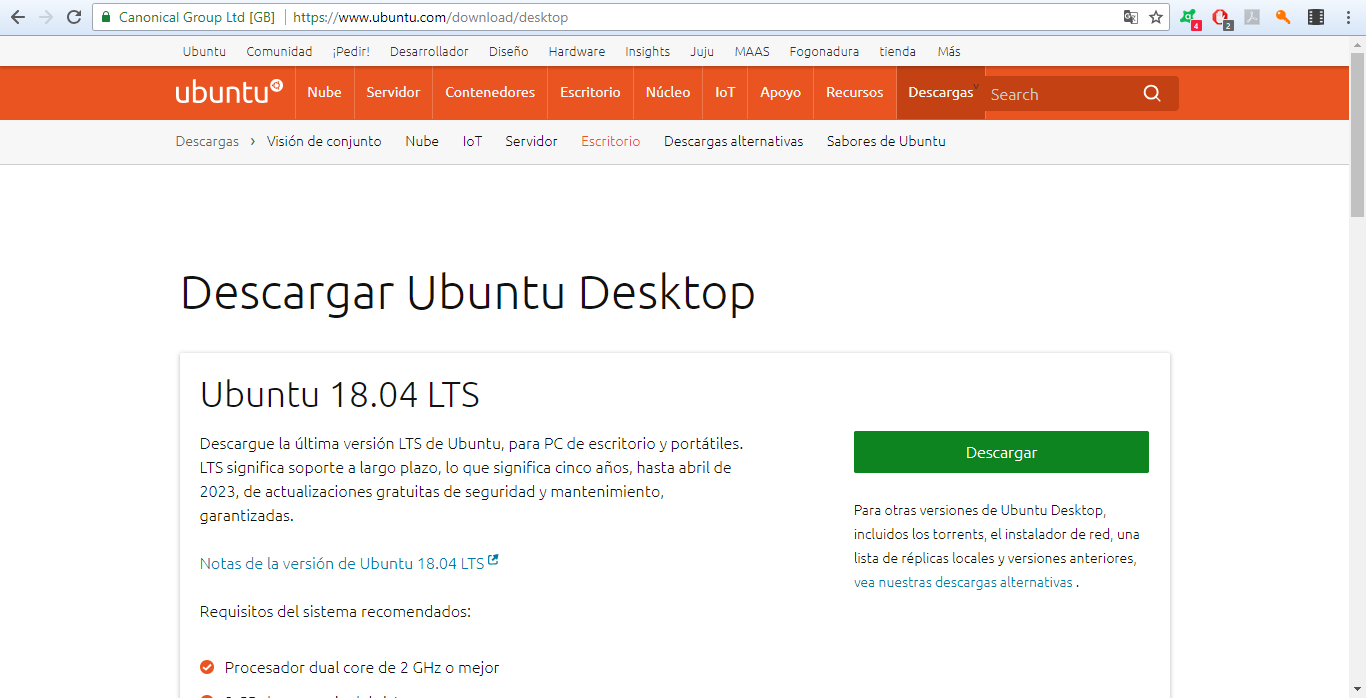 Canonical Group Ltd [GB] https://www.ubuntu.com/download/desktop
4
2
Ubuntu Comunidad ¡Pedir! Desarrollador Diseño Hardware Insights Juju MAAS Fogonadura tienda Más
ubuntu Nube Servidor Contenedores Escritorio Núcleo IoT Apoyo Recursos Descargas Search
Descargas › Visión de conjunto Nube IoT Servidor Escritorio Descargas alternativas Sabores de Ubuntu
Descargar Ubuntu Desktop
Ubuntu 18.04 LTS
Descargue la última versión LTS de Ubuntu, para PC de escritorio y portátiles.
LTS significa soporte a largo plazo, lo que significa cinco años, hasta abril de
2023, de actualizaciones gratuitas de seguridad y mantenimiento,
garantizadas.
Notas de la versión de Ubuntu 18.04 LTS
Requisitos del sistema recomendados:
Procesador dual core de 2 GHz o mejor
Descargar
Para otras versiones de Ubuntu Desktop,
incluidos los torrents, el instalador de red, una
lista de réplicas locales y versiones anteriores,
vea nuestras descargas alternativas .